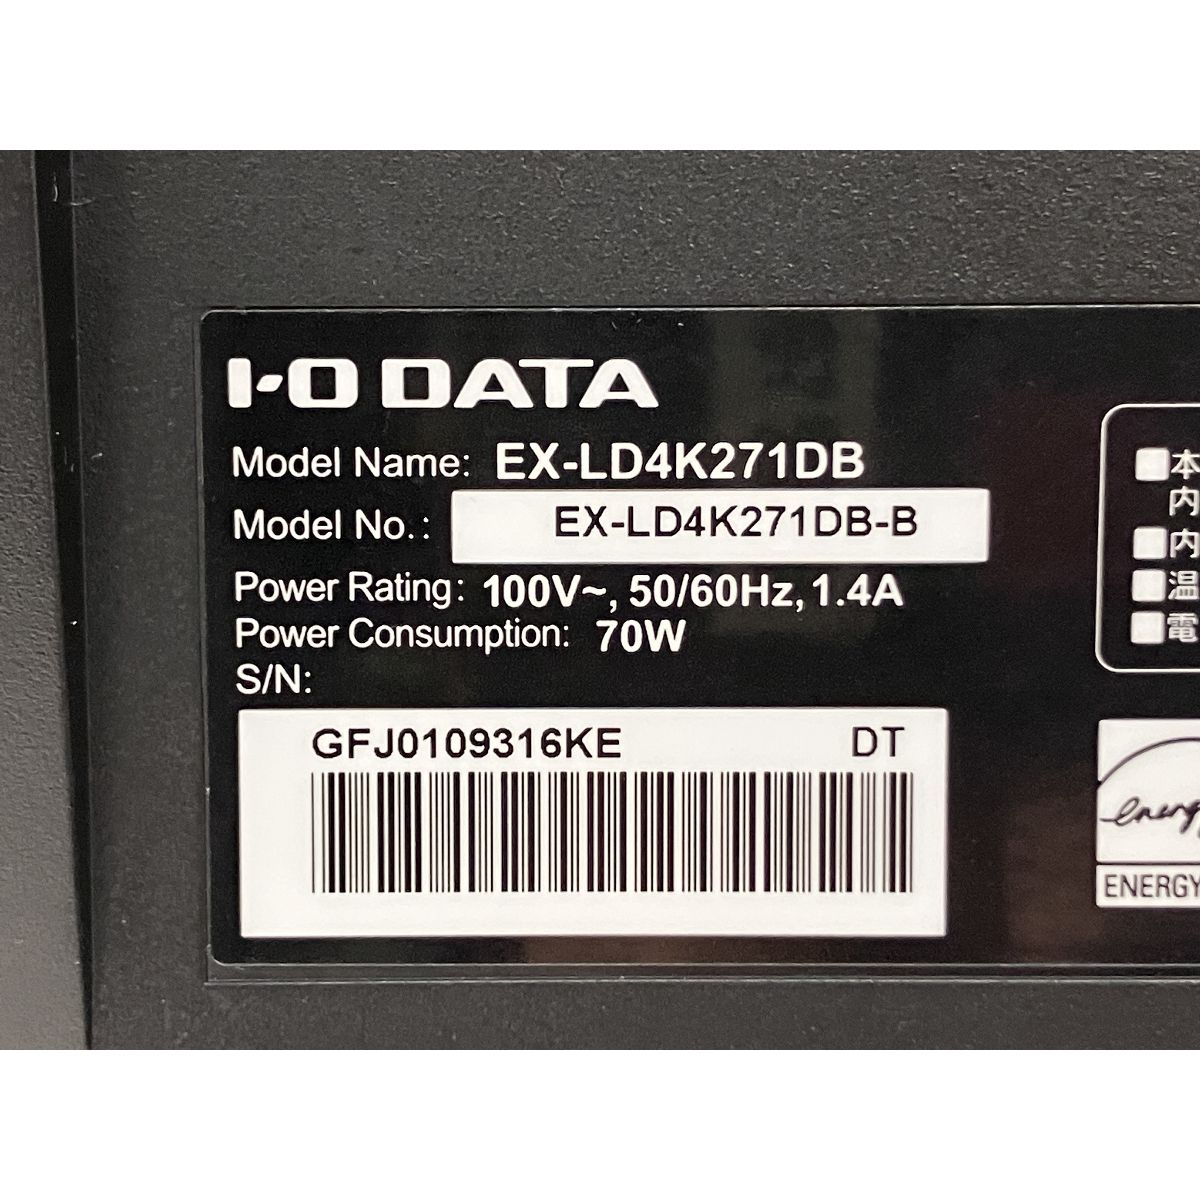 I-O DATA
Model Name: EX-LD4K271DB
Model No.: EX-LD4K271DB-B
Power Rating: 100V~, 50/60Hz, 1.4A
Power Consumption: 70W
S/N:
GFJ0109316KE DT
■本
内
■内
■温
■電
energy
ENERGY